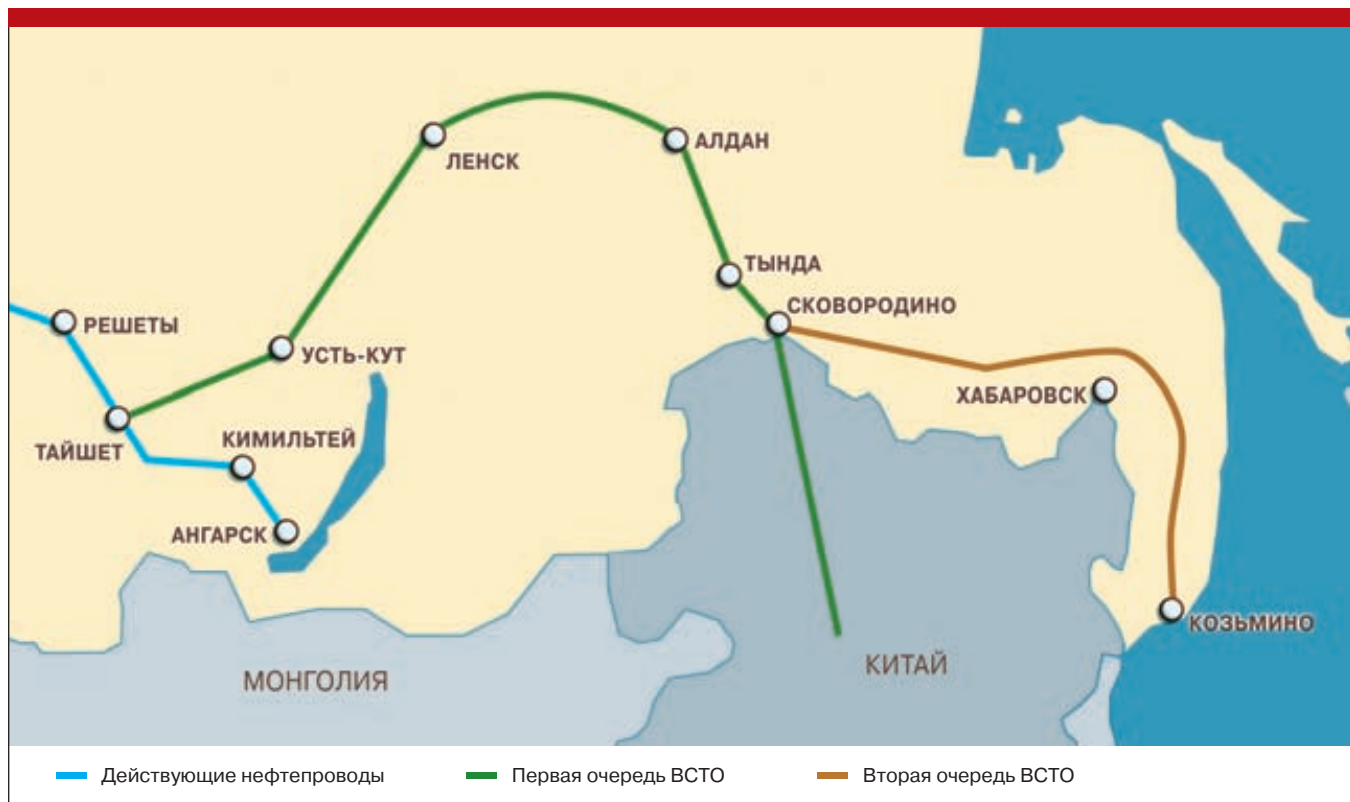 ЛЕНСК
АЛДАН
ТЫНДА
СКОВОРОДИНО
РЕШЕТЫ
УСТЬ-КУТ
ХАБАРОВСК
ТАЙШЕТ
КИМИЛЬТЕЙ
АНГАРСК
КОЗЬМИНО
МОНГОЛИЯ
КИТАЙ
Действующие нефтепроводы
Первая очередь ВСТО
Вторая очередь ВСТО